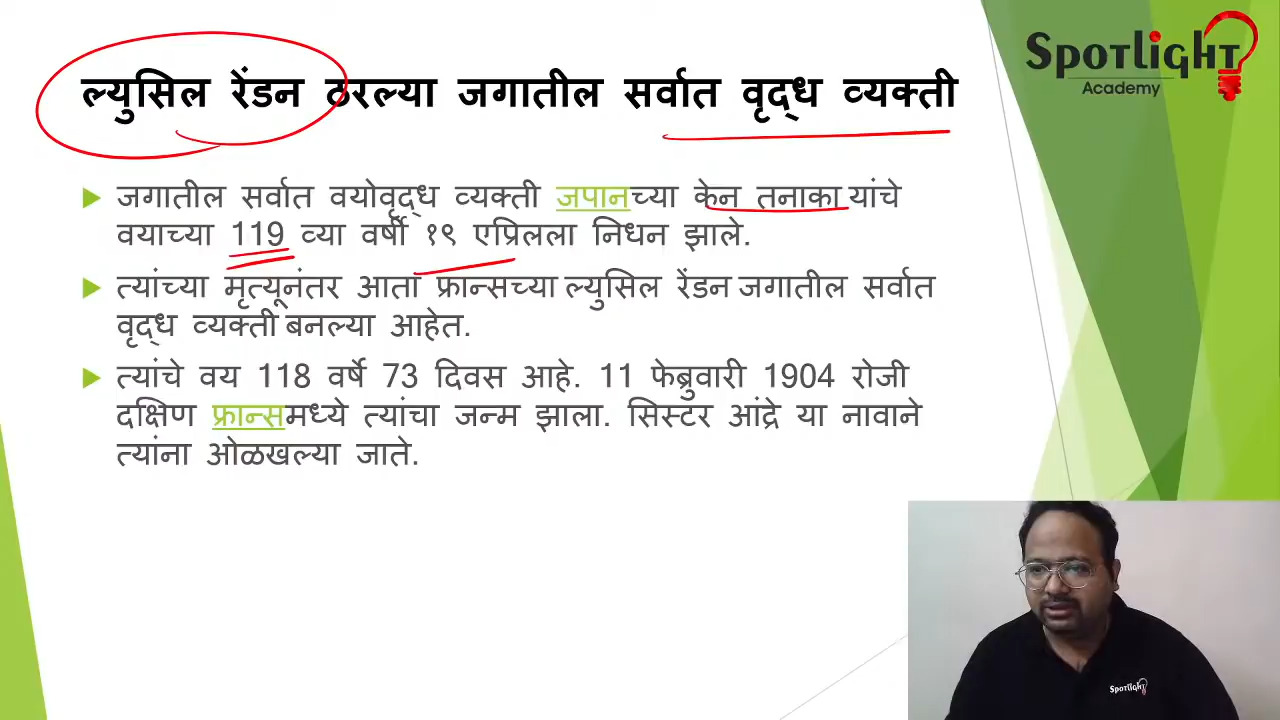 Spotlight
Academy
ल्युसिल रेंडन ठरल्या जगातील सर्वात वृद्ध व्यक्ती
जगातील सर्वात वयोवृद्ध व्यक्ती जपानच्या केन तनाका यांचे
वयाच्या 119 व्या वर्षी १९ एप्रिलला निधन झाले.
त्यांच्या मृत्यूनंतर आता फ्रान्सच्या ल्युसिल रेंडन जगातील सर्वात
वृद्ध व्यक्ती बनल्या आहेत.
त्यांचे वय 118 वर्षे 73 दिवस आहे. 11 फेब्रुवारी 1904 रोजी
दक्षिण फ्रान्समध्ये त्यांचा जन्म झाला. सिस्टर आंद्रे या नावाने
त्यांना ओळखल्या जाते.
Spotlight